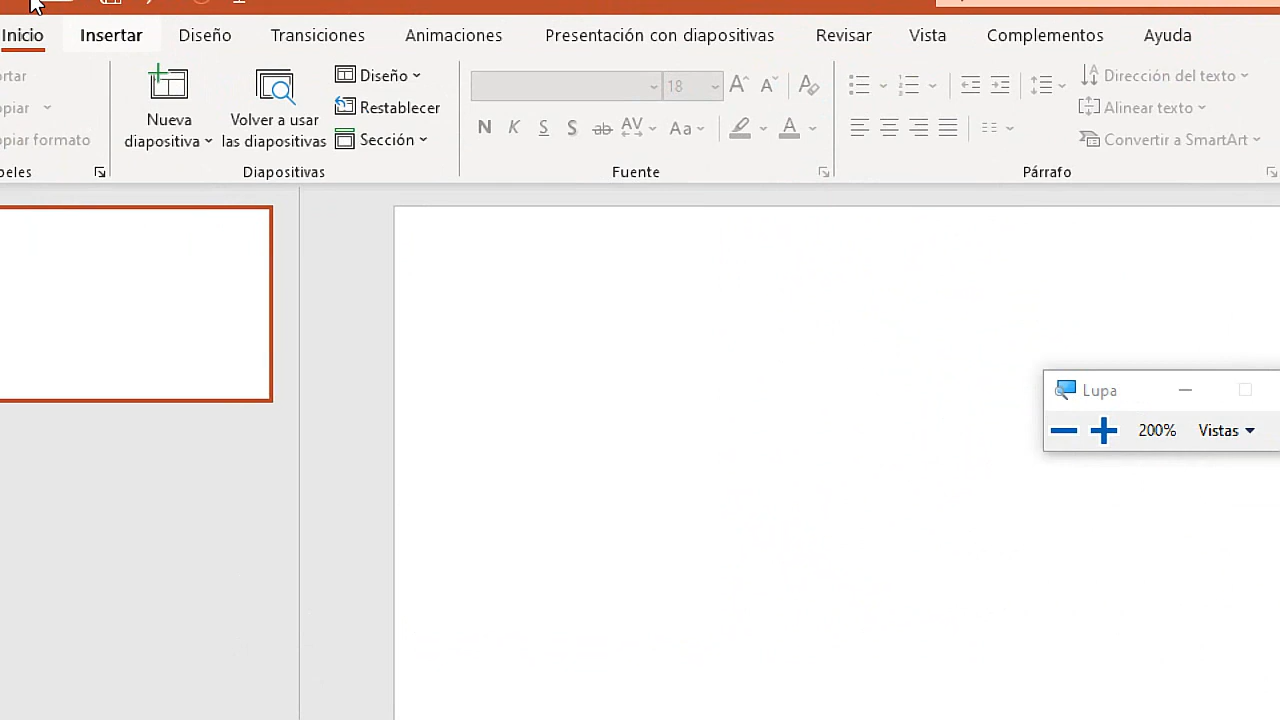 Inicio Insertar Diseño Transiciones Animaciones Presentación con diapositivas Revisar Vista Complementos Ayuda
rtar
piar
piar formato
eles
Nueva
diapositiva
Volver a usar
las diapositivas
Diseño
Restablecer
Sección
Diapositivas
18
N K S S ab AV Aa A
Fuente
Dirección del texto
Alinear texto
Convertir a SmartArt
Párrafo
Lupa
200% Vistas